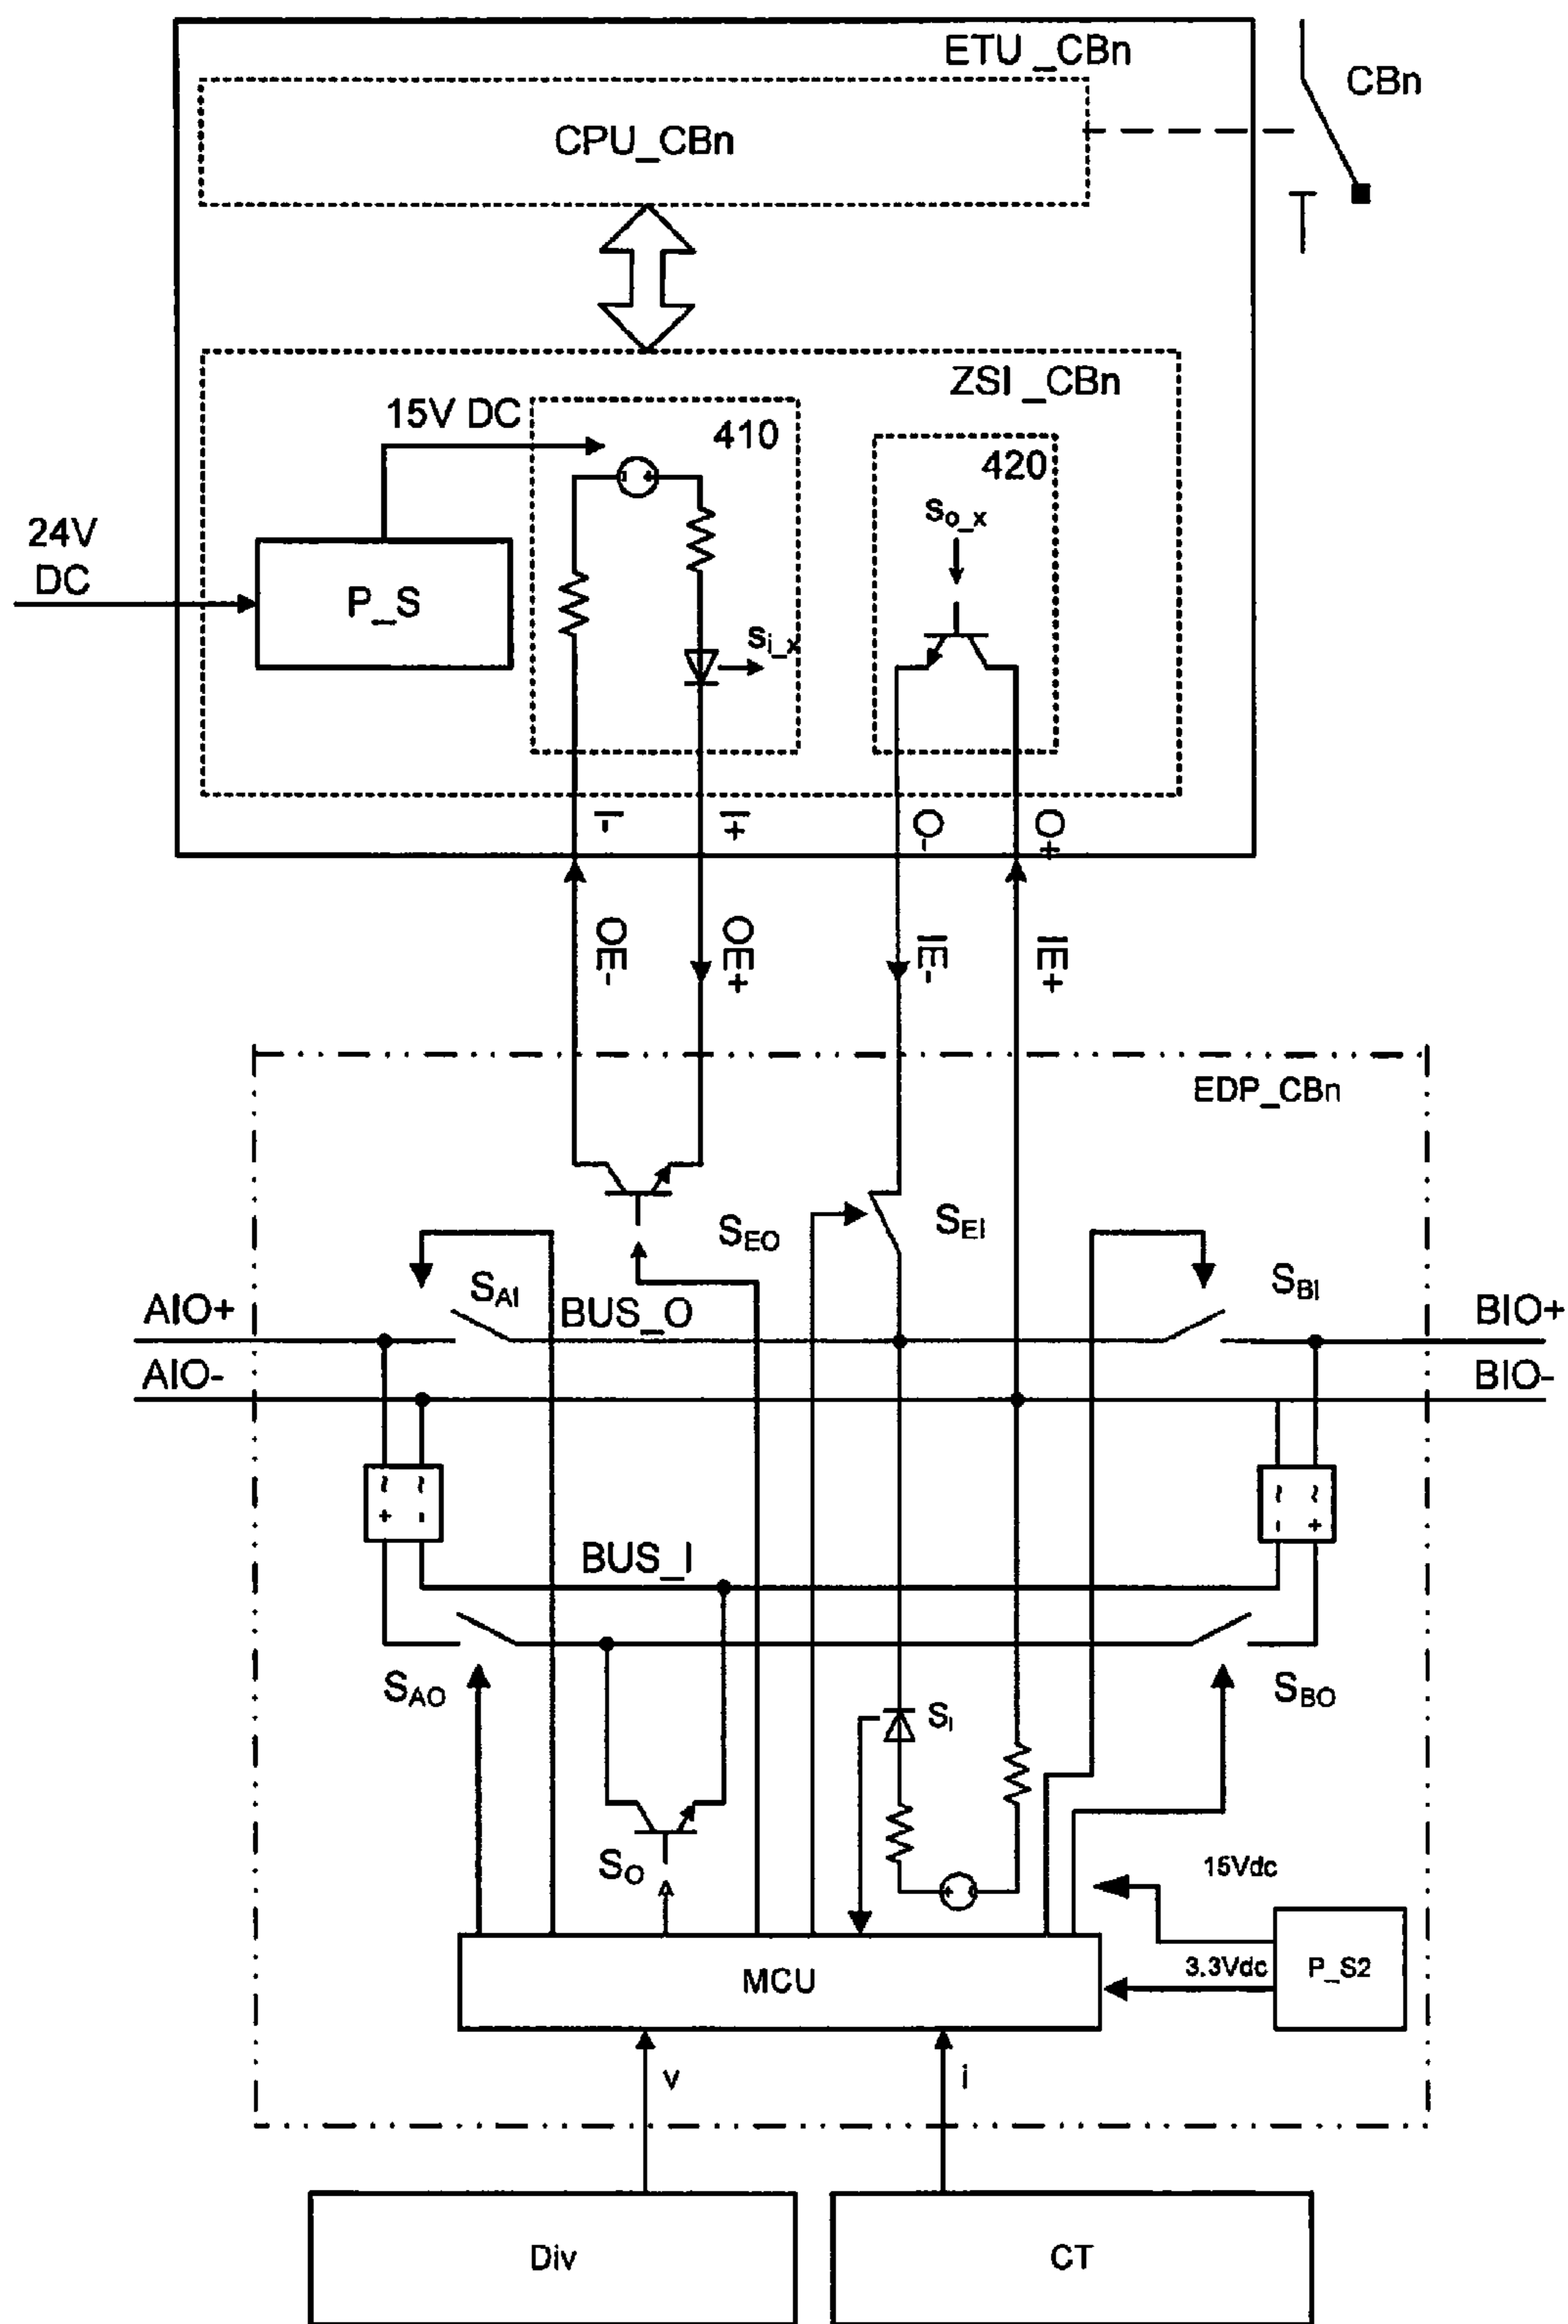 ETU _CBn
CBn
CPU_CBn
ZSI _CBn
15V DC
410
420
24V
DC
P_S
So_x
Si_x
I-
I+
O-
O+
OE-
OE+
IE-
IE+
EDP_CBn
SEO
SEI
SAI
SBI
AIO+
BUS_O
BIO+
AIO-
BIO-
~ ~
+ -
~ ~
- +
BUS_I
SAO
SBO
SI
SO
15Vdc
MCU
3.3Vdc
P_S2
v
i
Div
CT